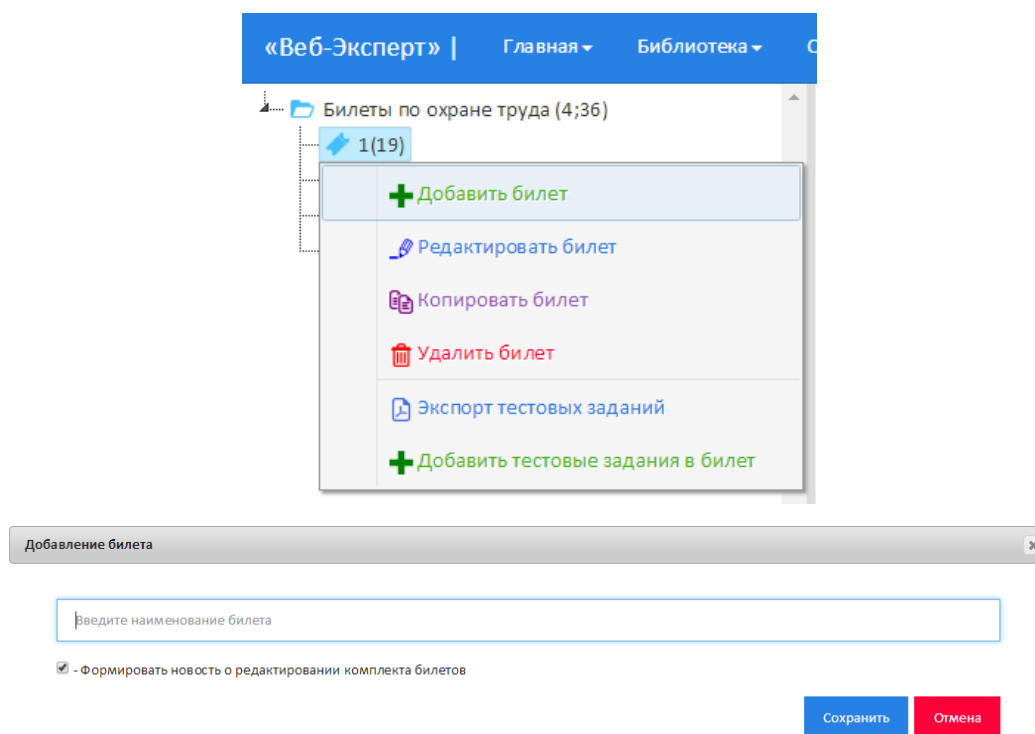 «Веб-Эксперт» | Главная Библиотека
Билеты по охране труда (4;36)
1(19)
Добавить билет
Редактировать билет
Копировать билет
Удалить билет
Экспорт тестовых заданий
Добавить тестовые задания в билет
Добавление билета
Введите наименование билета
- Формировать новость о редактировании комплекта билетов
Сохранить Отмена